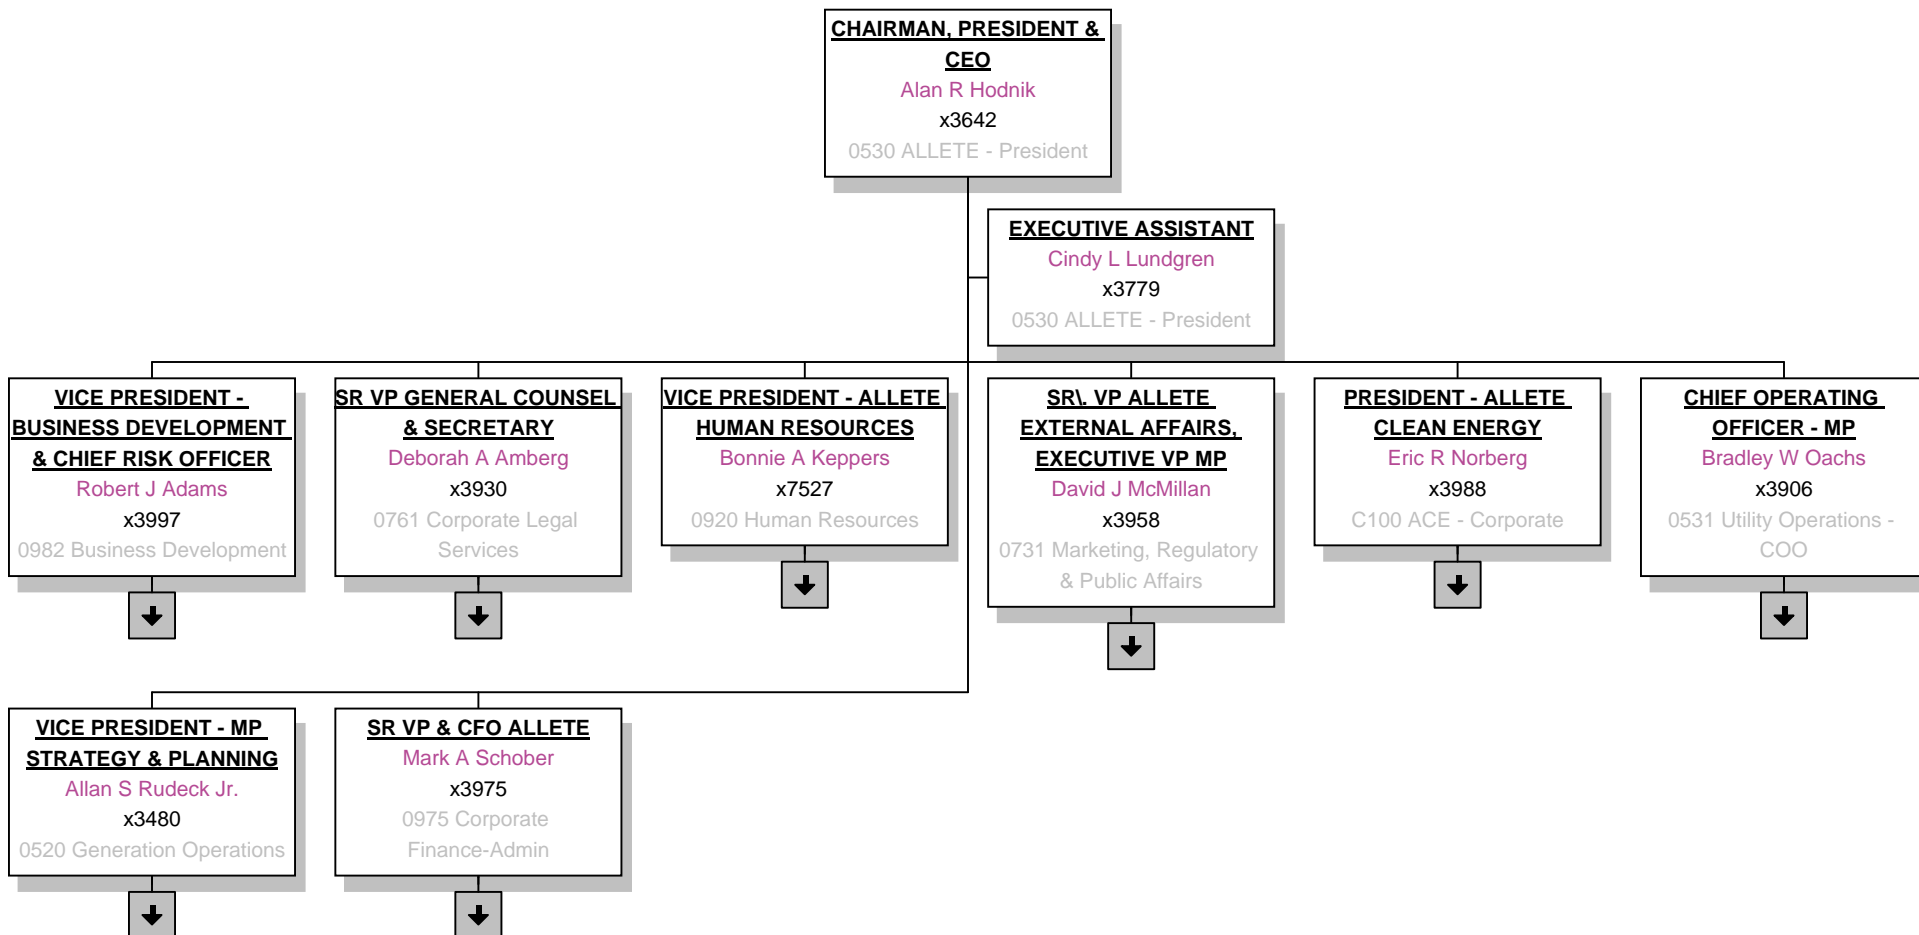 CHAIRMAN, PRESIDENT &
CEO
Alan R Hodnik
x3642
0530 ALLETE - President
EXECUTIVE ASSISTANT
Cindy L Lundgren
x3779
0530 ALLETE - President
VICE PRESIDENT -
BUSINESS DEVELOPMENT
& CHIEF RISK OFFICER
Robert J Adams
x3997
0982 Business Development
SR VP GENERAL COUNSEL
& SECRETARY
Deborah A Amberg
x3930
0761 Corporate Legal
Services
VICE PRESIDENT - ALLETE
HUMAN RESOURCES
Bonnie A Keppers
x7527
0920 Human Resources
SR\. VP ALLETE
EXTERNAL AFFAIRS,
EXECUTIVE VP MP
David J McMillan
x3958
0731 Marketing, Regulatory
& Public Affairs
PRESIDENT - ALLETE
CLEAN ENERGY
Eric R Norberg
x3988
C100 ACE - Corporate
CHIEF OPERATING
OFFICER - MP
Bradley W Oachs
x3906
0531 Utility Operations -
COO
VICE PRESIDENT - MP
STRATEGY & PLANNING
Allan S Rudeck Jr.
x3480
0520 Generation Operations
SR VP & CFO ALLETE
Mark A Schober
x3975
0975 Corporate
Finance-Admin